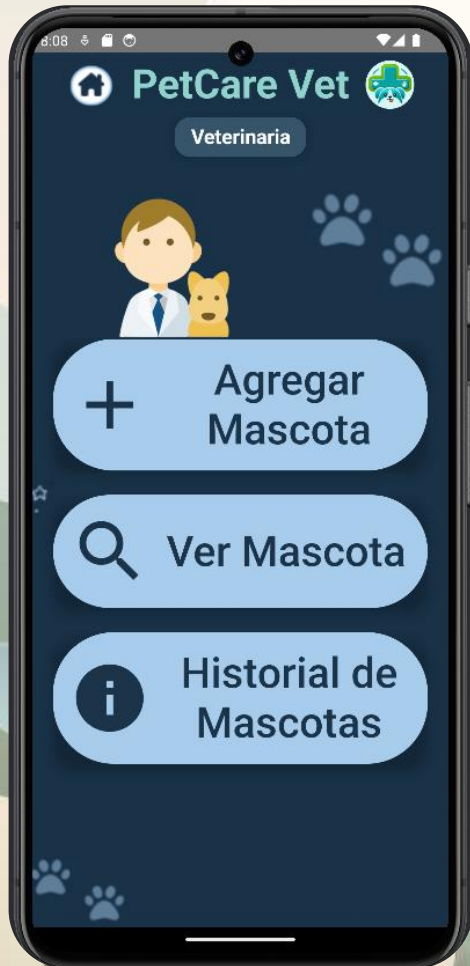 8:08
PetCare Vet
Veterinaria
Agregar
Mascota
Ver Mascota
Historial de
Mascotas